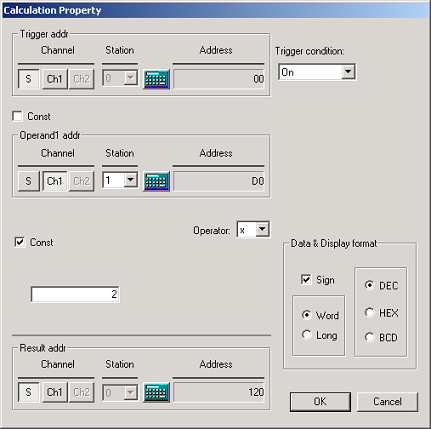 Calculation Property
Trigger addr
Channel Station Address
S Ch1 Ch2 0 00
Trigger condition:
On
Const
Operand1 addr
Channel Station Address
S Ch1 Ch2 1 D0
Operator: x
Const
2
Data & Display format
Sign
Word
Long
DEC
HEX
BCD
Result addr
Channel Station Address
S Ch1 Ch2 0 120
OK Cancel